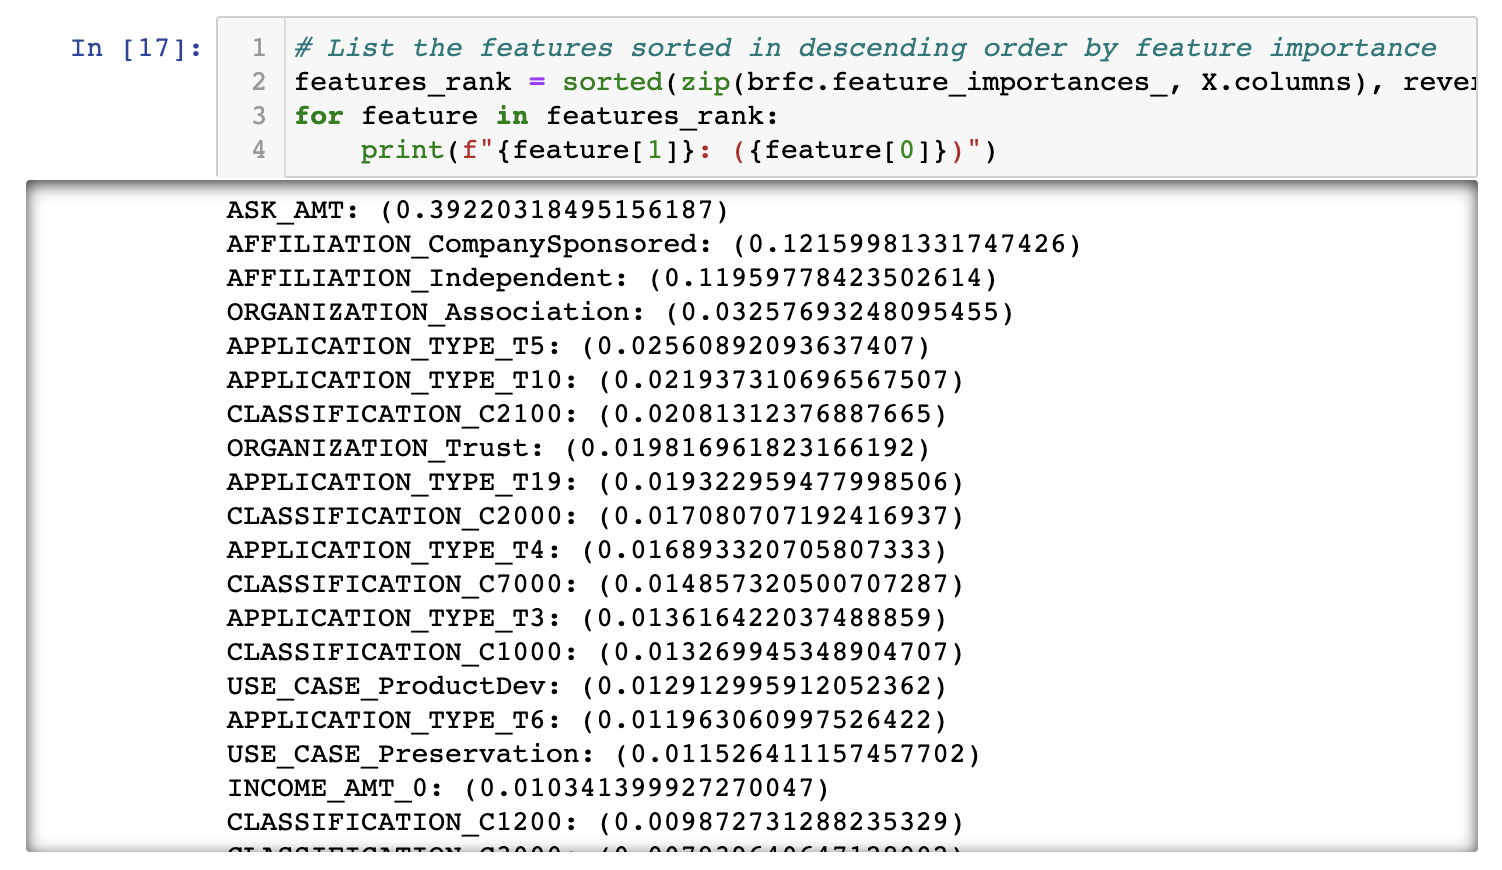 In [17]:
1 # List the features sorted in descending order by feature importance
2 features_rank = sorted(zip(brfc.feature_importances_, X.columns), rever
3 for feature in features_rank:
4     print(f"{feature[1]}: ({feature[0]})")
ASK_AMT: (0.39220318495156187)
AFFILIATION_CompanySponsored: (0.12159981331747426)
AFFILIATION_Independent: (0.11959778423502614)
ORGANIZATION_Association: (0.03257693248095455)
APPLICATION_TYPE_T5: (0.02560892093637407)
APPLICATION_TYPE_T10: (0.021937310696567507)
CLASSIFICATION_C2100: (0.02081312376887665)
ORGANIZATION_Trust: (0.019816961823166192)
APPLICATION_TYPE_T19: (0.019322959477998506)
CLASSIFICATION_C2000: (0.017080707192416937)
APPLICATION_TYPE_T4: (0.016893320705807333)
CLASSIFICATION_C7000: (0.014857320500707287)
APPLICATION_TYPE_T3: (0.013616422037488859)
CLASSIFICATION_C1000: (0.013269945348904707)
USE_CASE_ProductDev: (0.012912995912052362)
APPLICATION_TYPE_T6: (0.011963060997526422)
USE_CASE_Preservation: (0.011526411157457702)
INCOME_AMT_0: (0.010341399927270047)
CLASSIFICATION_C1200: (0.009872731288235329)